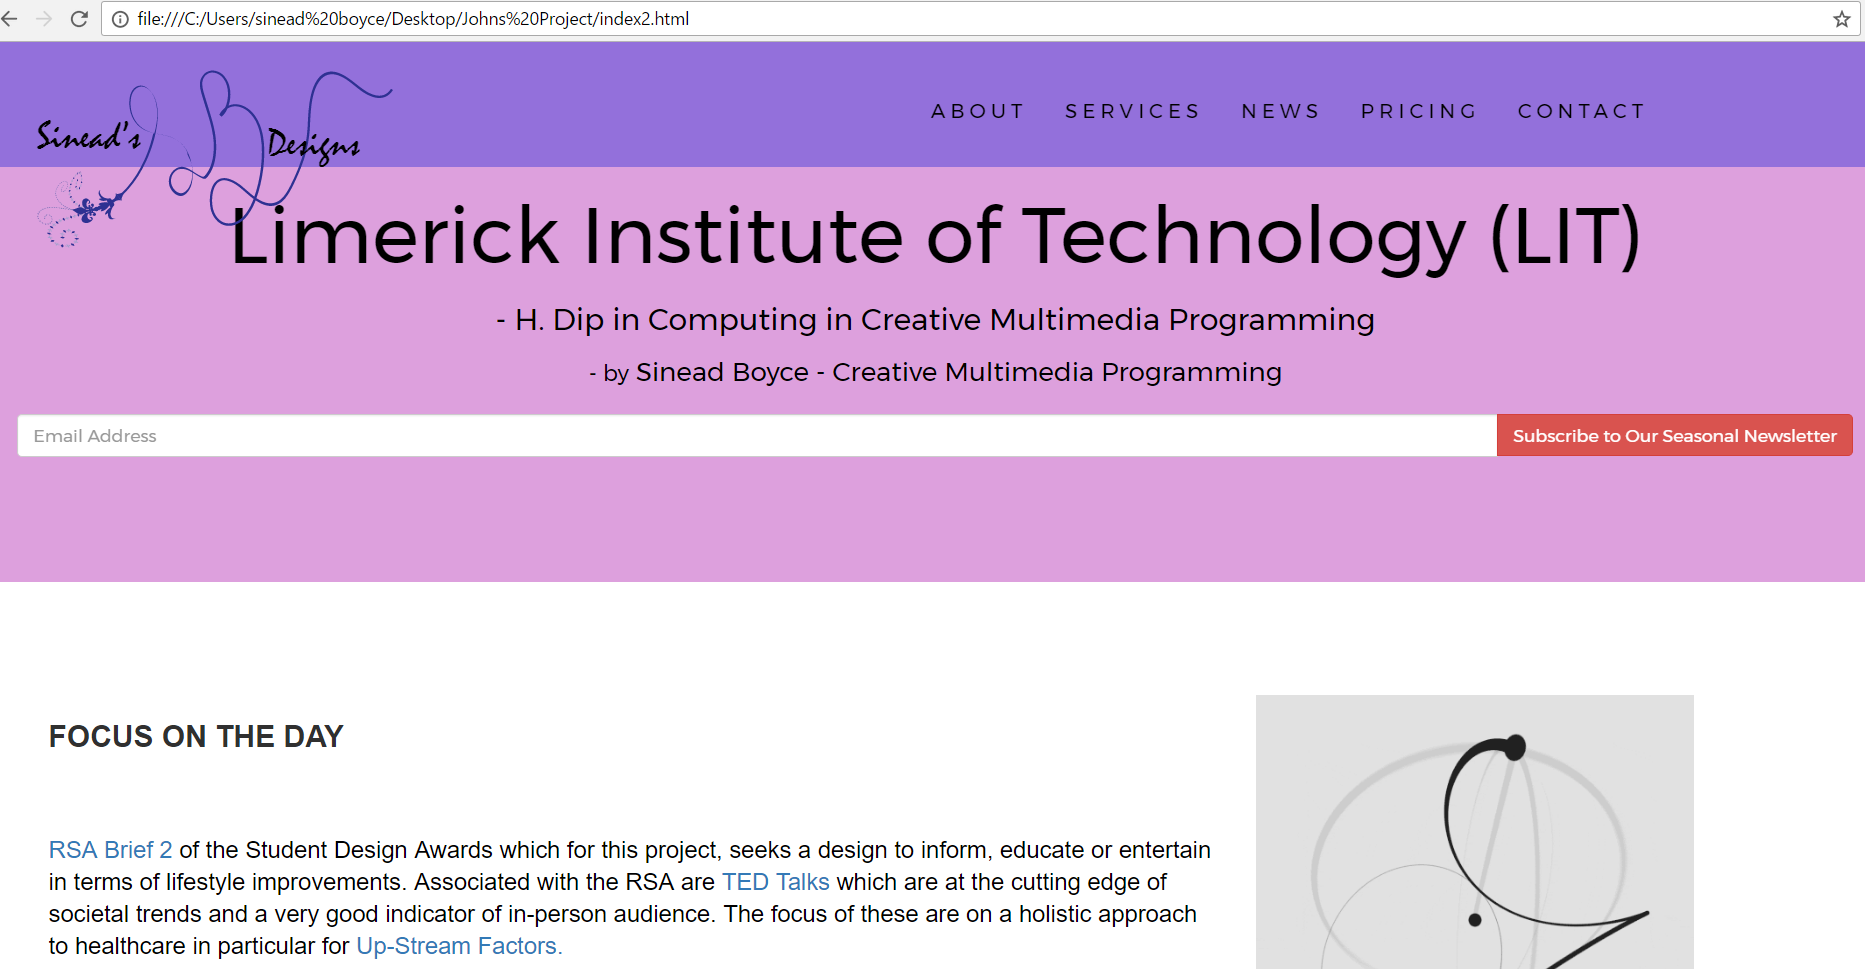 file:///C:/Users/sinead%20boyce/Desktop/Johns%20Project/index2.html
Sinead's Designs
ABOUT SERVICES NEWS PRICING CONTACT
Limerick Institute of Technology (LIT)
- H. Dip in Computing in Creative Multimedia Programming
- by Sinead Boyce - Creative Multimedia Programming
Email Address Subscribe to Our Seasonal Newsletter
FOCUS ON THE DAY
RSA Brief 2 of the Student Design Awards which for this project, seeks a design to inform, educate or entertain
in terms of lifestyle improvements. Associated with the RSA are TED Talks which are at the cutting edge of
societal trends and a very good indicator of in-person audience. The focus of these are on a holistic approach
to healthcare in particular for Up-Stream Factors.